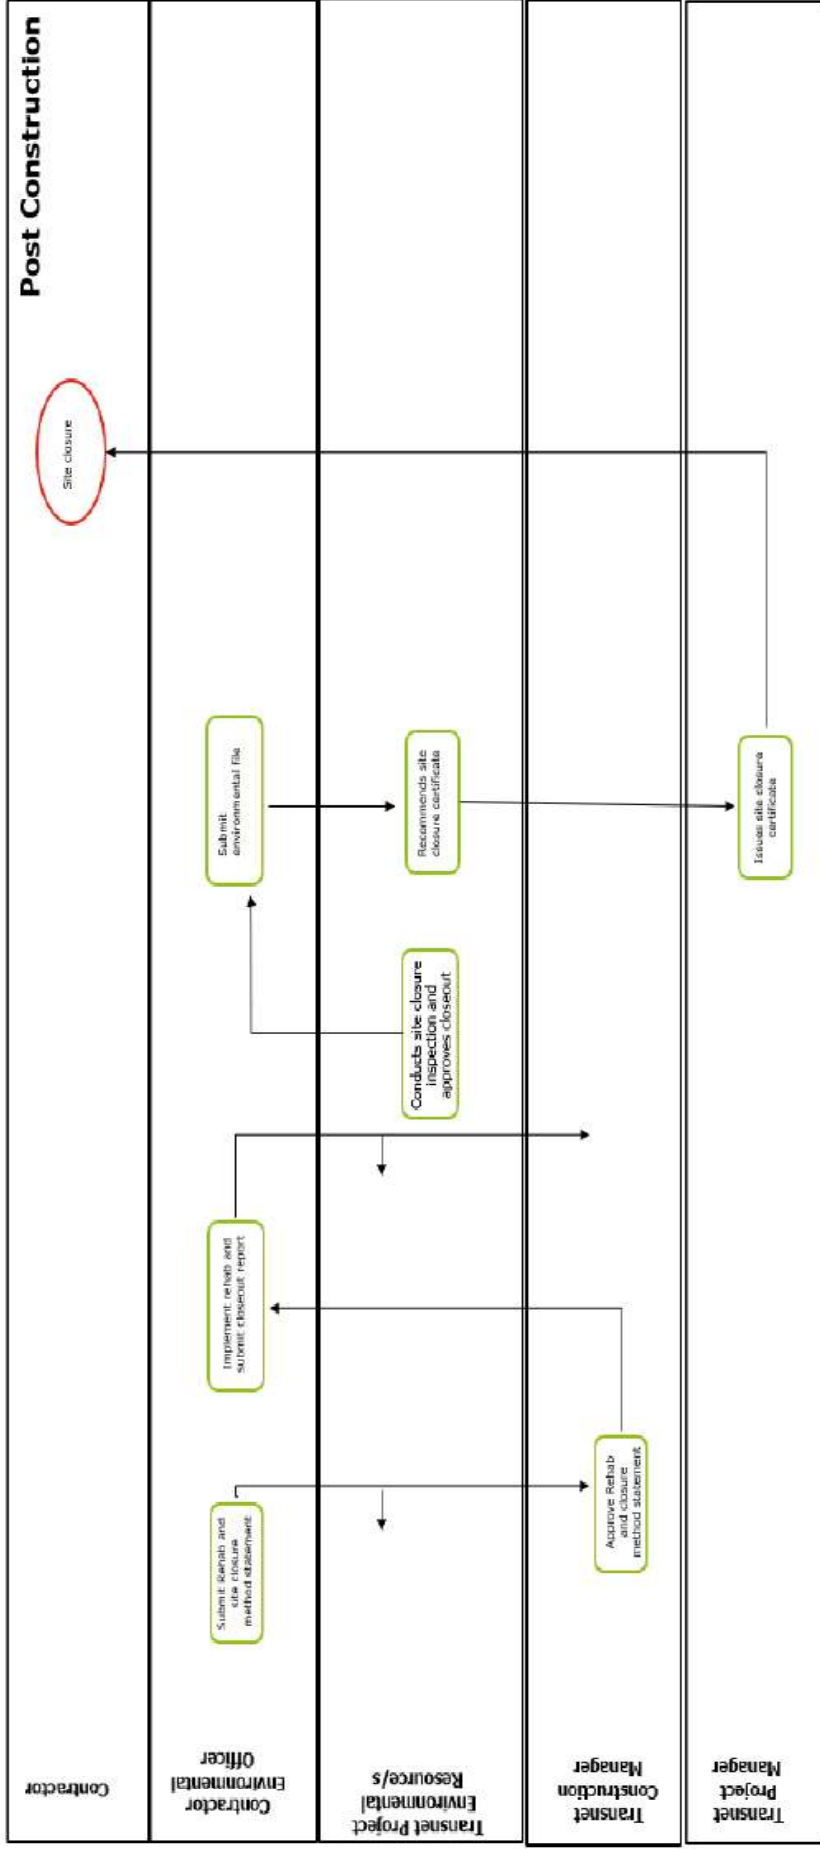 Post Construction
Contractor
Site closure
Contractor
Environmental
Officer
Submit Rehab and
site closure
method statement
Implement rehab and
submit closeout report
Submit
environmental file
Transnet Project
Environmental
Resource/s
Conducts site closure
inspection and
approves closeout
Recommends site
closure certificate
Transnet
Construction
Manager
Approve Rehab
and closure
method statement
Transnet
Project
Manager
Issues site closure
certificate